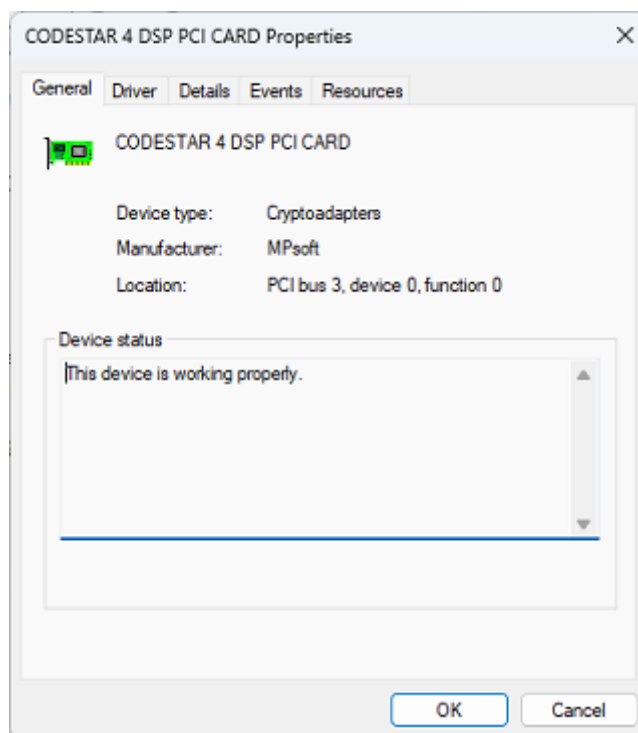 CODESTAR 4 DSP PCI CARD Properties
General Driver Details Events Resources
CODESTAR 4 DSP PCI CARD
Device type: Cryptoadapters
Manufacturer: MPsoft
Location: PCI bus 3, device 0, function 0
Device status
This device is working properly.
OK Cancel